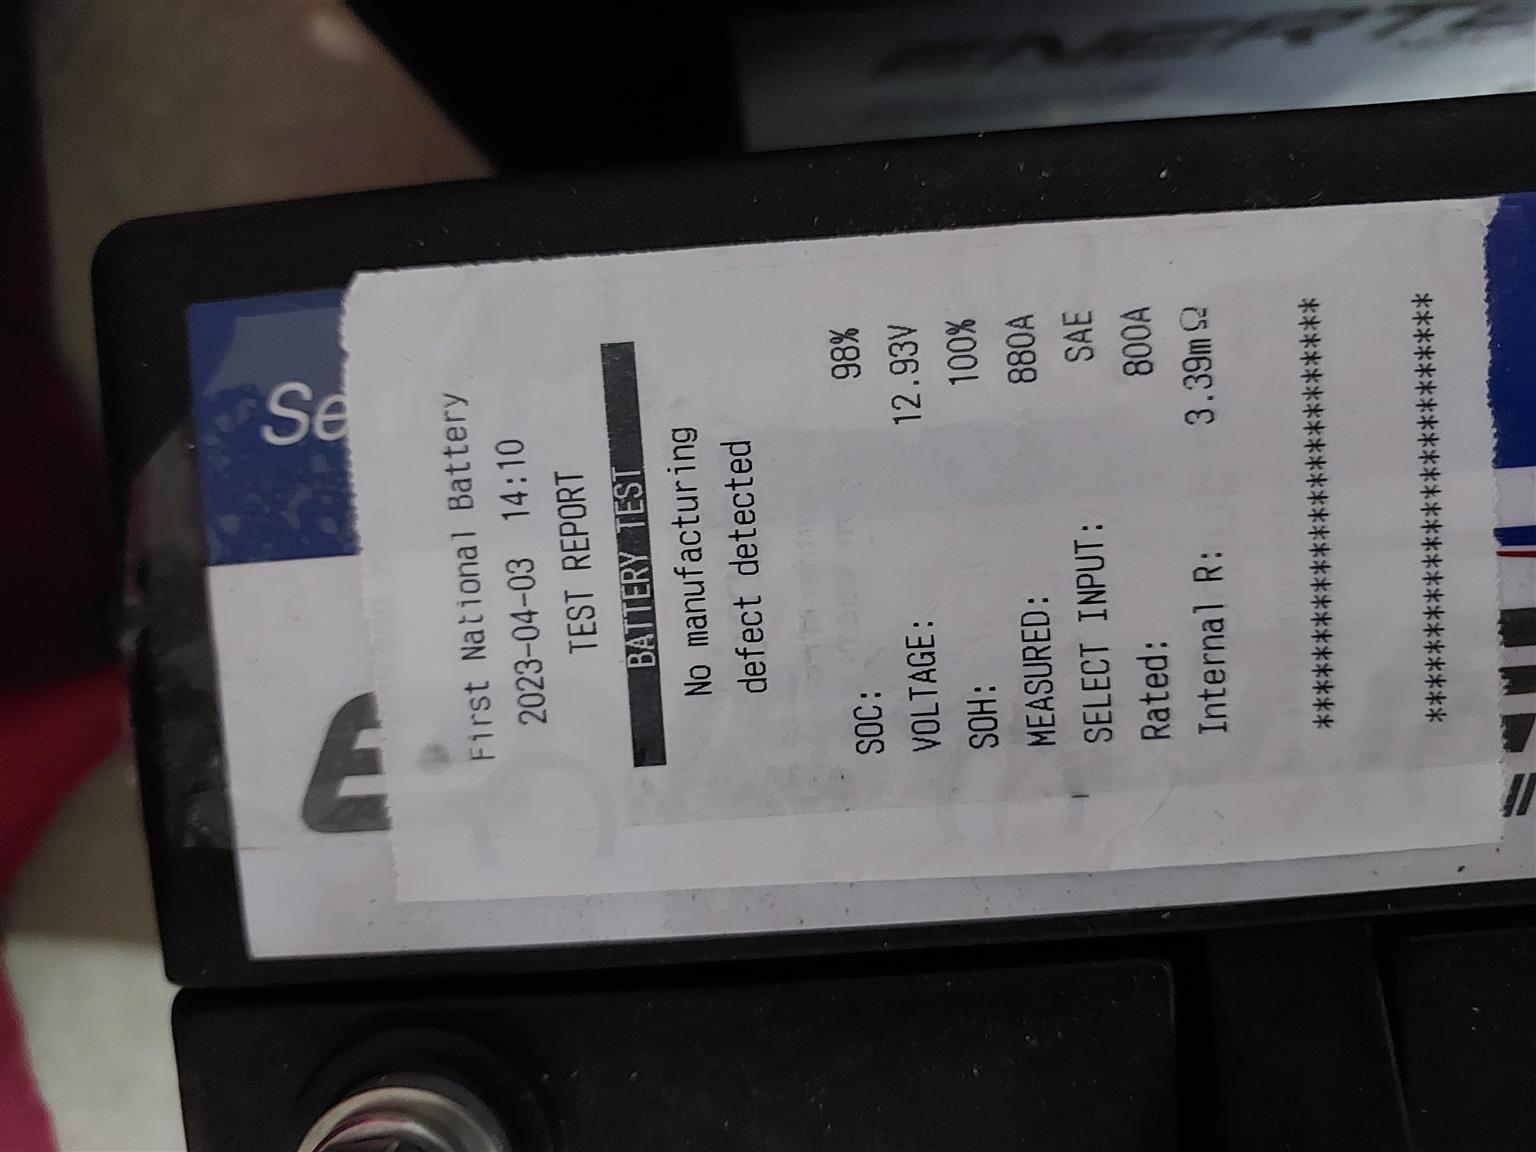 First National Battery
2023-04-03 14:10
TEST REPORT
BATTERY TEST
No manufacturing
defect detected
SOC: 98%
VOLTAGE: 12.93V
SOH: 100%
MEASURED: 880A
SELECT INPUT: SAE
Rated: 800A
Internal R: 3.39mΩ
**************************
**************************
Se